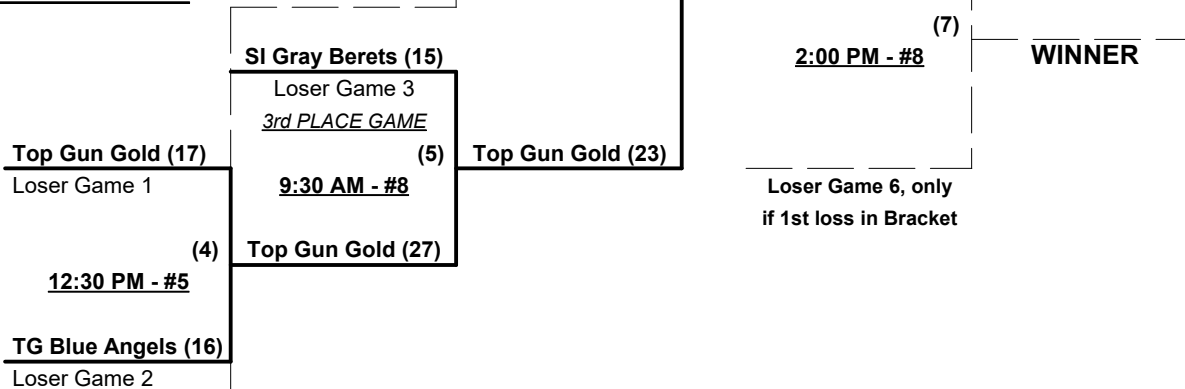 (7)
SI Gray Berets (15)
2:00 PM - #8
WINNER
Loser Game 3
3rd PLACE GAME
Top Gun Gold (17)
(5)
Top Gun Gold (23)
Loser Game 1
9:30 AM - #8
Loser Game 6, only
if 1st loss in Bracket
(4)
Top Gun Gold (27)
12:30 PM - #5
TG Blue Angels (16)
Loser Game 2